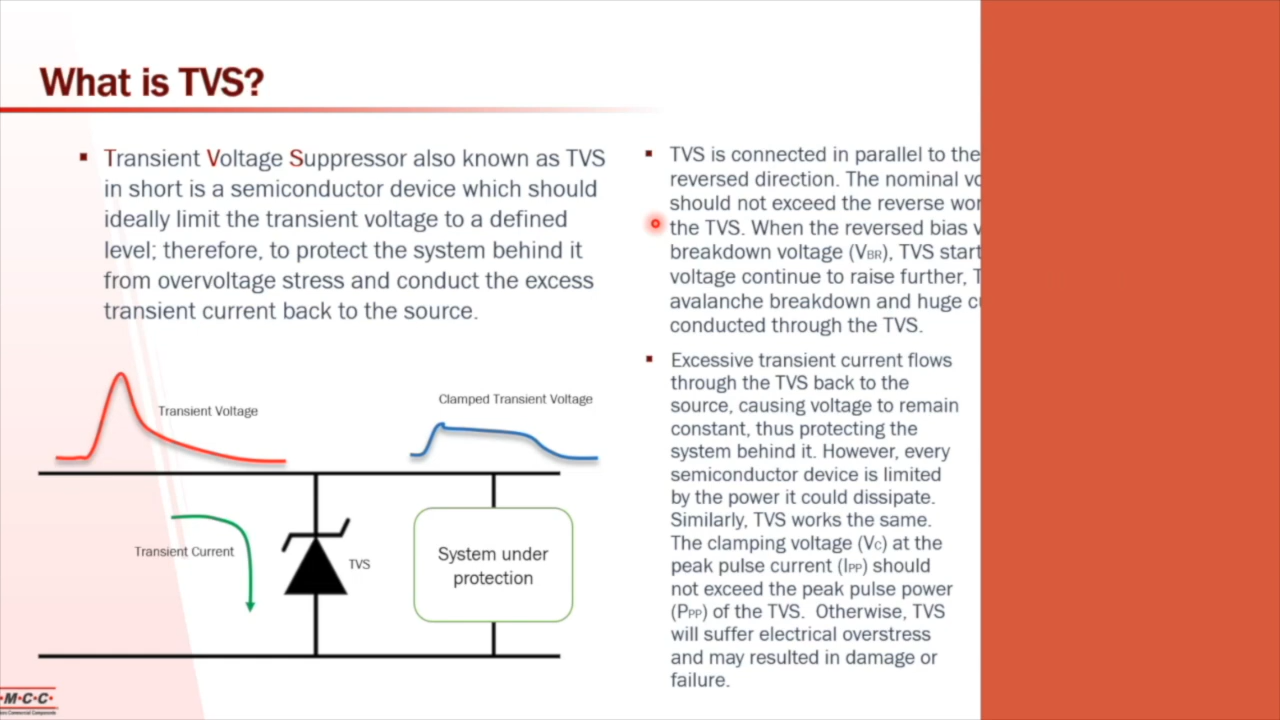 What is TVS?
Transient Voltage Suppressor also known as TVS
in short is a semiconductor device which should
ideally limit the transient voltage to a defined
level; therefore, to protect the system behind it
from overvoltage stress and conduct the excess
transient current back to the source.
Transient Voltage
Clamped Transient Voltage
Transient Current
TVS
System under
protection
TVS is connected in parallel to the
reversed direction. The nominal
should not exceed the reverse
the TVS. When the reversed bias
breakdown voltage (VBR), TVS start
voltage continue to raise further,
avalanche breakdown and huge
conducted through the TVS.
Excessive transient current flows
through the TVS back to the
source, causing voltage to remain
constant, thus protecting the
system behind it. However, every
semiconductor device is limited
by the power it could dissipate.
Similarly, TVS works the same.
The clamping voltage (VC) at the
peak pulse current (IPP) should
not exceed the peak pulse power
(PPP) of the TVS. Otherwise, TVS
will suffer electrical overstress
and may resulted in damage or
failure.
·M·C·C·
Commercial Components